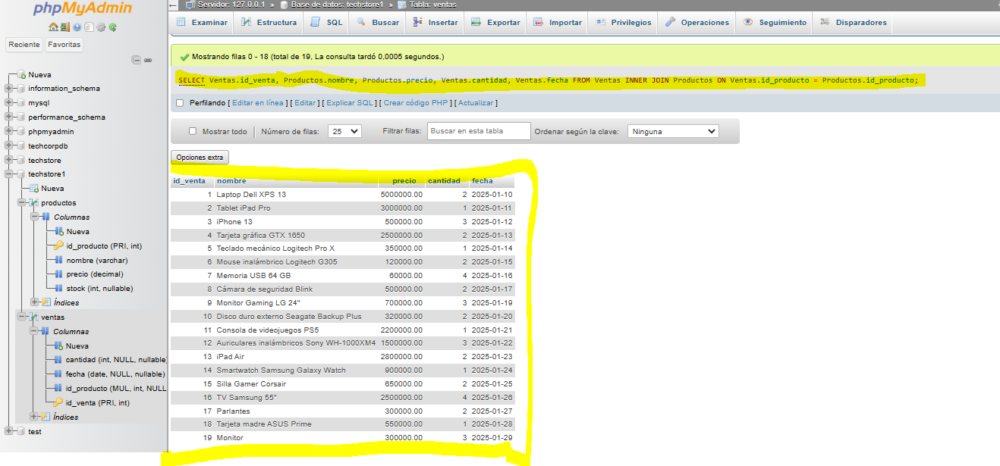 phpMyAdmin
Reciente Favoritas
Nueva
information_schema
mysql
performance_schema
phpmyadmin
techcorpdb
techstore
techstore1
Nueva
productos
Columnas
Nueva
id_producto (PRI, int)
nombre (varchar)
precio (decimal)
stock (int, nullable)
Índices
ventas
Columnas
Nueva
cantidad (int, NULL, nullable)
fecha (date, NULL, nullable)
id_producto (MUL, int, NULL
id_venta (PRI, int)
Índices
test
Servidor: 127.0.0.1 » Base de datos: techstore1 » Tabla: ventas
Examinar Estructura SQL Buscar Insertar Exportar Importar Privilegios Operaciones Seguimiento Disparadores
Mostrando filas 0 - 18 (total de 19, La consulta tardó 0,0005 segundos.)
SELECT Ventas.id_venta, Productos.nombre, Productos.precio, Ventas.cantidad, Ventas.fecha FROM Ventas INNER JOIN Productos ON Ventas.id_producto = Productos.id_producto;
Perfilando [ Editar en línea ] [ Editar ] [ Explicar SQL ] [ Crear código PHP ] [ Actualizar ]
Mostrar todo Número de filas: 25 Filtrar filas: Buscar en esta tabla Ordenar según la clave: Ninguna
Opciones extra
id_venta nombre precio cantidad fecha
1 Laptop Dell XPS 13 5000000.00 2 2025-01-10
2 Tablet iPad Pro 3000000.00 1 2025-01-11
3 iPhone 13 500000.00 3 2025-01-12
4 Tarjeta gráfica GTX 1650 2500000.00 2 2025-01-13
5 Teclado mecánico Logitech Pro X 350000.00 1 2025-01-14
6 Mouse inalámbrico Logitech G305 120000.00 2 2025-01-15
7 Memoria USB 64 GB 60000.00 4 2025-01-16
8 Cámara de seguridad Blink 500000.00 2 2025-01-17
9 Monitor Gaming LG 24" 700000.00 3 2025-01-19
10 Disco duro externo Seagate Backup Plus 320000.00 2 2025-01-20
11 Consola de videojuegos PS5 2200000.00 1 2025-01-21
12 Auriculares inalámbricos Sony WH-1000XM4 1500000.00 3 2025-01-22
13 iPad Air 2800000.00 2 2025-01-23
14 Smartwatch Samsung Galaxy Watch 900000.00 1 2025-01-24
15 Silla Gamer Corsair 650000.00 2 2025-01-25
16 TV Samsung 55" 2500000.00 4 2025-01-26
17 Parlantes 300000.00 2 2025-01-27
18 Tarjeta madre ASUS Prime 550000.00 1 2025-01-28
19 Monitor 300000.00 3 2025-01-29